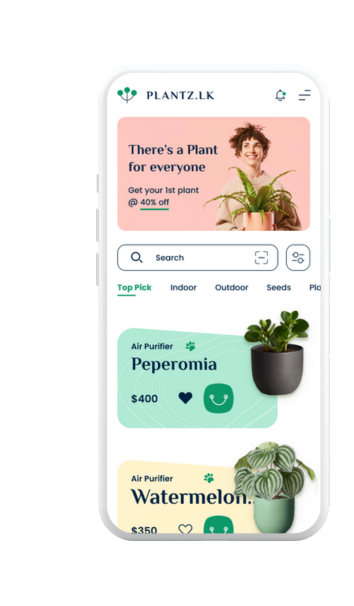 PLANTZ.LK
There's a Plant
for everyone
Get your 1st plant
@ 40% off
Search
Top Pick Indoor Outdoor Seeds Pla
Air Purifier
Peperomia
$400
Air Purifier
Watermelon..
$350